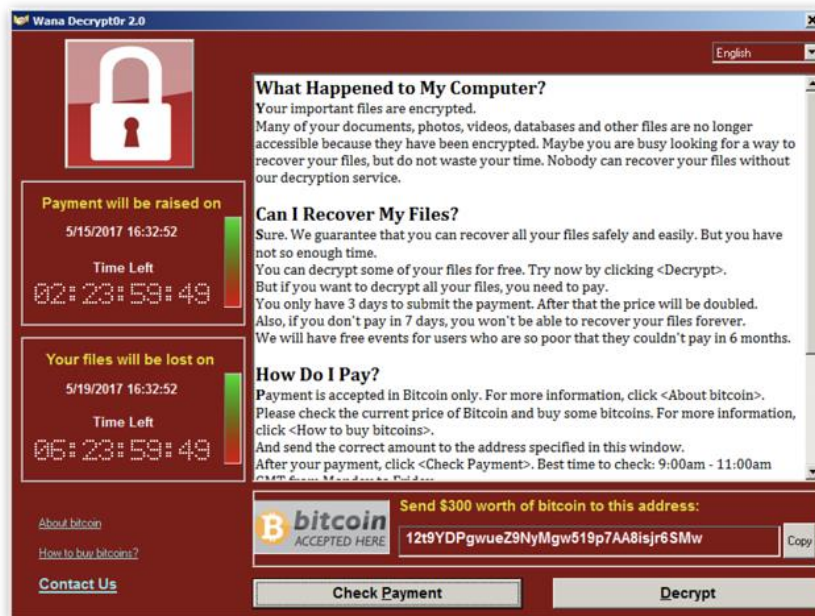 Wana Decrypt0r 2.0
English
What Happened to My Computer?
Your important files are encrypted.
Many of your documents, photos, videos, databases and other files are no longer
accessible because they have been encrypted. Maybe you are busy looking for a way to
recover your files, but do not waste your time. Nobody can recover your files without
our decryption service.
Can I Recover My Files?
Sure. We guarantee that you can recover all your files safely and easily. But you have
not so enough time.
You can decrypt some of your files for free. Try now by clicking <Decrypt>.
But if you want to decrypt all your files, you need to pay.
You only have 3 days to submit the payment. After that the price will be doubled.
Also, if you don't pay in 7 days, you won't be able to recover your files forever.
We will have free events for users who are so poor that they couldn't pay in 6 months.
How Do I Pay?
Payment is accepted in Bitcoin only. For more information, click <About bitcoin>.
Please check the current price of Bitcoin and buy some bitcoins. For more information,
click <How to buy bitcoins>.
And send the correct amount to the address specified in this window.
After your payment, click <Check Payment>. Best time to check: 9:00am - 11:00am
GMT from Monday to Friday
Payment will be raised on
5/15/2017 16:32:52
Time Left
02:23:59:49
Your files will be lost on
5/19/2017 16:32:52
Time Left
06:23:59:49
About bitcoin
How to buy bitcoins?
Contact Us
bitcoin
ACCEPTED HERE
Send $300 worth of bitcoin to this address:
12t9YDPgwueZ9NyMgw519p7AA8isjr6SMw
Copy
Check Payment
Decrypt